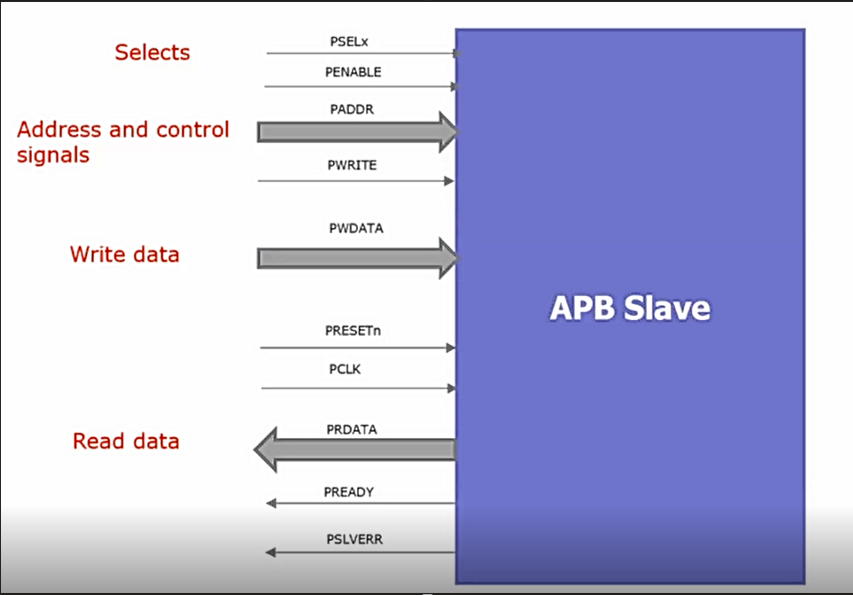 Selects
PSELx
PENABLE
PADDR
Address and control
signals
PWRITE
PWDATA
Write data
APB Slave
PRESETn
PCLK
PRDATA
Read data
PREADY
PSLVERR